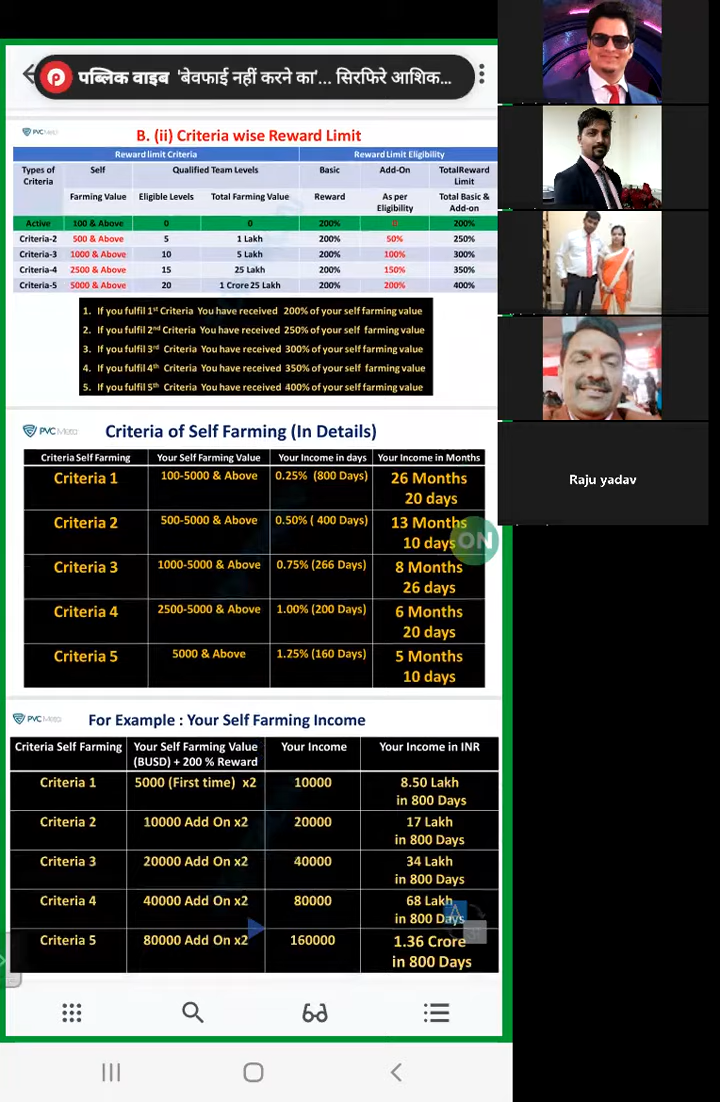 पब्लिक वाइब 'बेवफाई नहीं करने का'... सिरफिरे आशिक...
PVC Meta
B. (ii) Criteria wise Reward Limit
Reward limit Criteria Reward Limit Eligibility
Types of Criteria Self Qualified Team Levels Basic Add-On TotalReward Limit
Farming Value Eligible Levels Total Farming Value Reward As per Eligibility Total Basic & Add-on
Active 100 & Above 0 0 200% 0 200%
Criteria-2 500 & Above 5 1 Lakh 200% 50% 250%
Criteria-3 1000 & Above 10 5 Lakh 200% 100% 300%
Criteria-4 2500 & Above 15 25 Lakh 200% 150% 350%
Criteria-5 5000 & Above 20 1 Crore 25 Lakh 200% 200% 400%
1. If you fulfil 1st Criteria You have received 200% of your self farming value
2. If you fulfil 2nd Criteria You have received 250% of your self farming value
3. If you fulfil 3rd Criteria You have received 300% of your self farming value
4. If you fulfil 4th Criteria You have received 350% of your self farming value
5. If you fulfil 5th Criteria You have received 400% of your self farming value
PVC Meta
Criteria of Self Farming (In Details)
Criteria Self Farming Your Self Farming Value Your Income in days Your Income in Months
Criteria 1 100-5000 & Above 0.25% (800 Days) 26 Months
20 days
Criteria 2 500-5000 & Above 0.50% ( 400 Days) 13 Months
10 days
ON
Criteria 3 1000-5000 & Above 0.75% (266 Days) 8 Months
26 days
Criteria 4 2500-5000 & Above 1.00% (200 Days) 6 Months
20 days
Criteria 5 5000 & Above 1.25% (160 Days) 5 Months
10 days
PVC Meta
For Example : Your Self Farming Income
Criteria Self Farming Your Self Farming Value Your Income Your Income in INR
(BUSD) + 200 % Reward
Criteria 1 5000 (First time) x2 10000 8.50 Lakh
in 800 Days
Criteria 2 10000 Add On x2 20000 17 Lakh
in 800 Days
Criteria 3 20000 Add On x2 40000 34 Lakh
in 800 Days
Criteria 4 40000 Add On x2 80000 68 Lakh
in 800 Days
Criteria 5 80000 Add On x2 160000 1.36 Crore
in 800 Days
Raju yadav